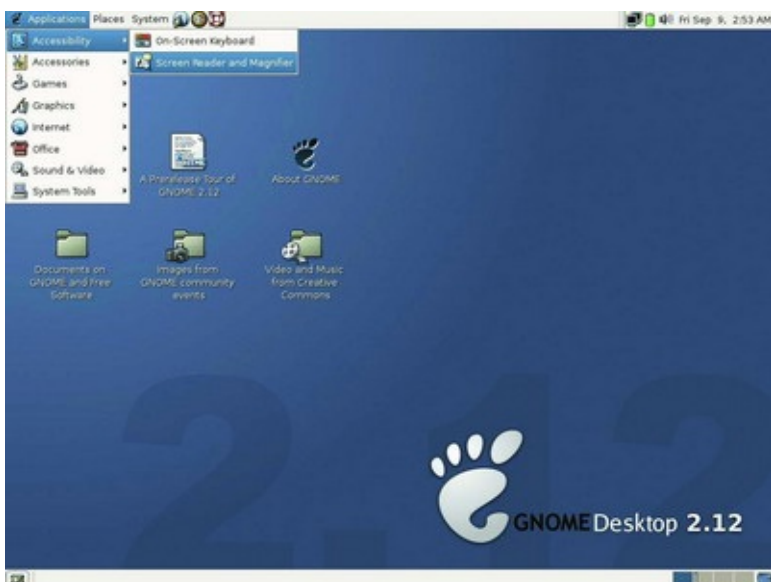 Applications Places System Fri Sep 9, 2:53 AM
Accessibility
On-Screen Keyboard
Accessories
Screen Reader and Magnifier
Games
Graphics
Internet
Office
Sound & Video
System Tools
A Prerelease Tour of
GNOME 2.12
About GNOME
Documents on
GNOME and Free
Software
Images from
GNOME community
events
Video and Music
from Creative
Commons
2.12
GNOME Desktop 2.12